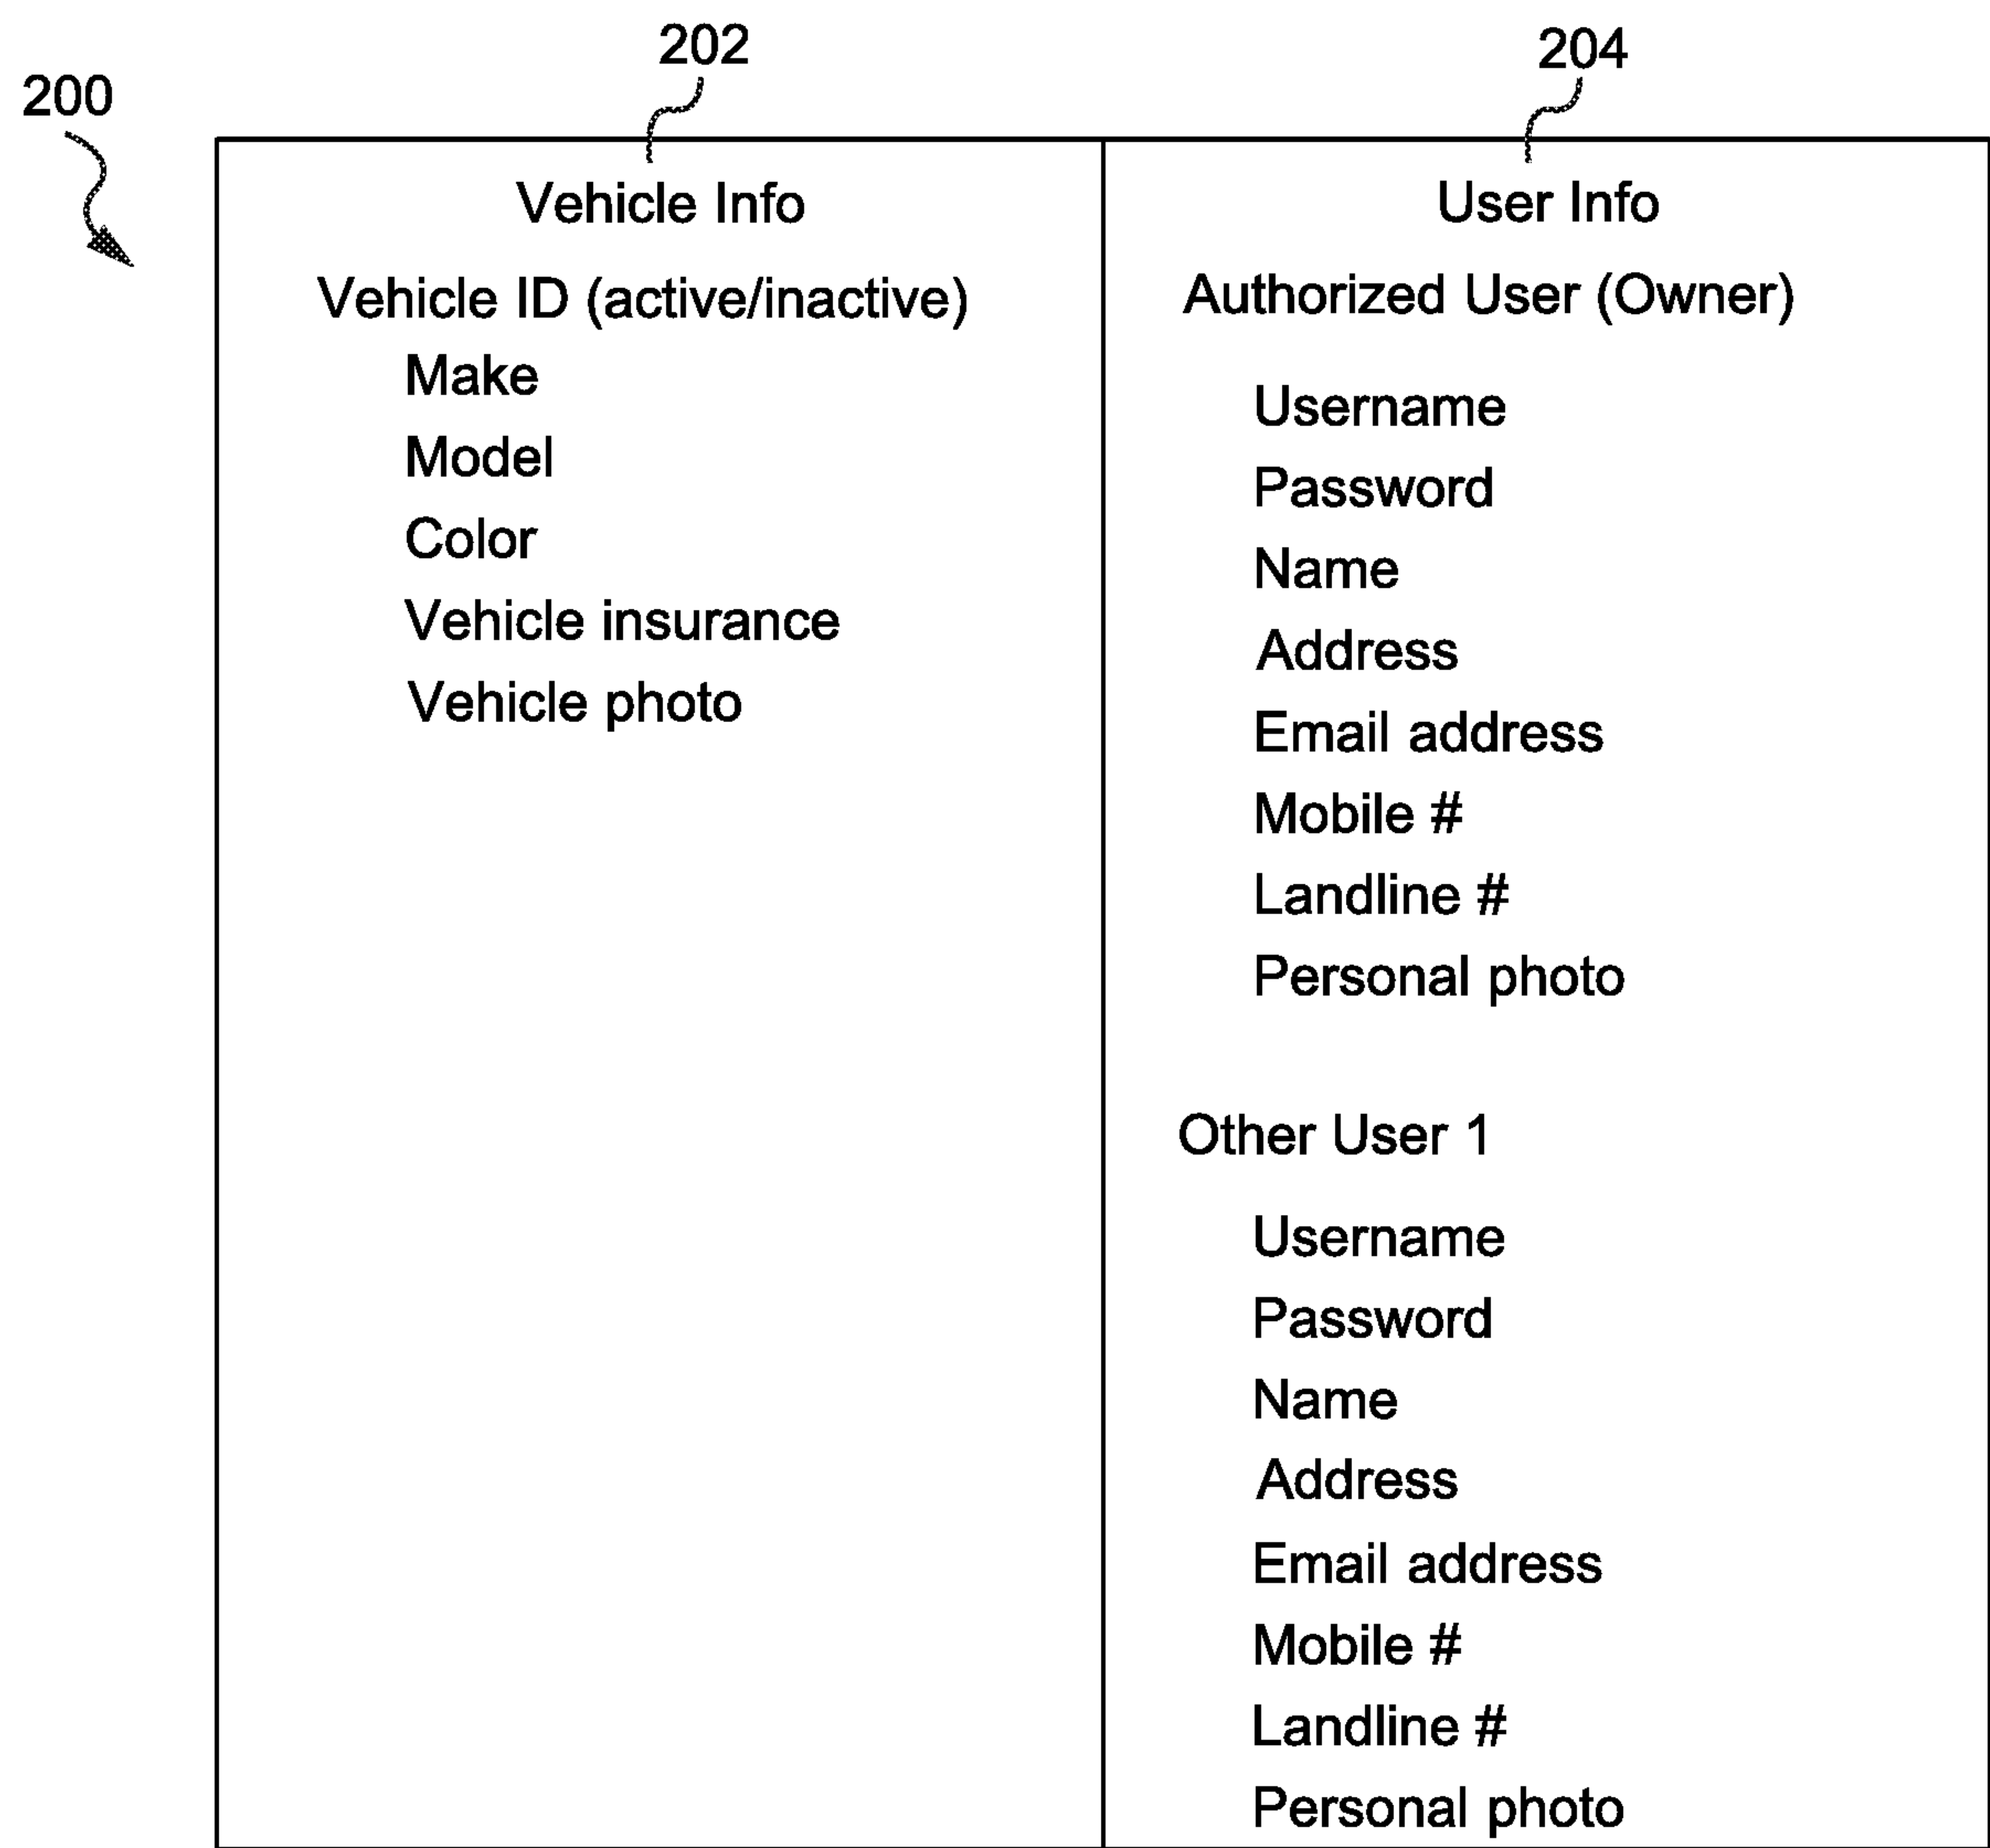 200
202
204
Vehicle Info
Vehicle ID (active/inactive)
Make
Model
Color
Vehicle insurance
Vehicle photo
User Info
Authorized User (Owner)
Username
Password
Name
Address
Email address
Mobile #
Landline #
Personal photo
Other User 1
Username
Password
Name
Address
Email address
Mobile #
Landline #
Personal photo